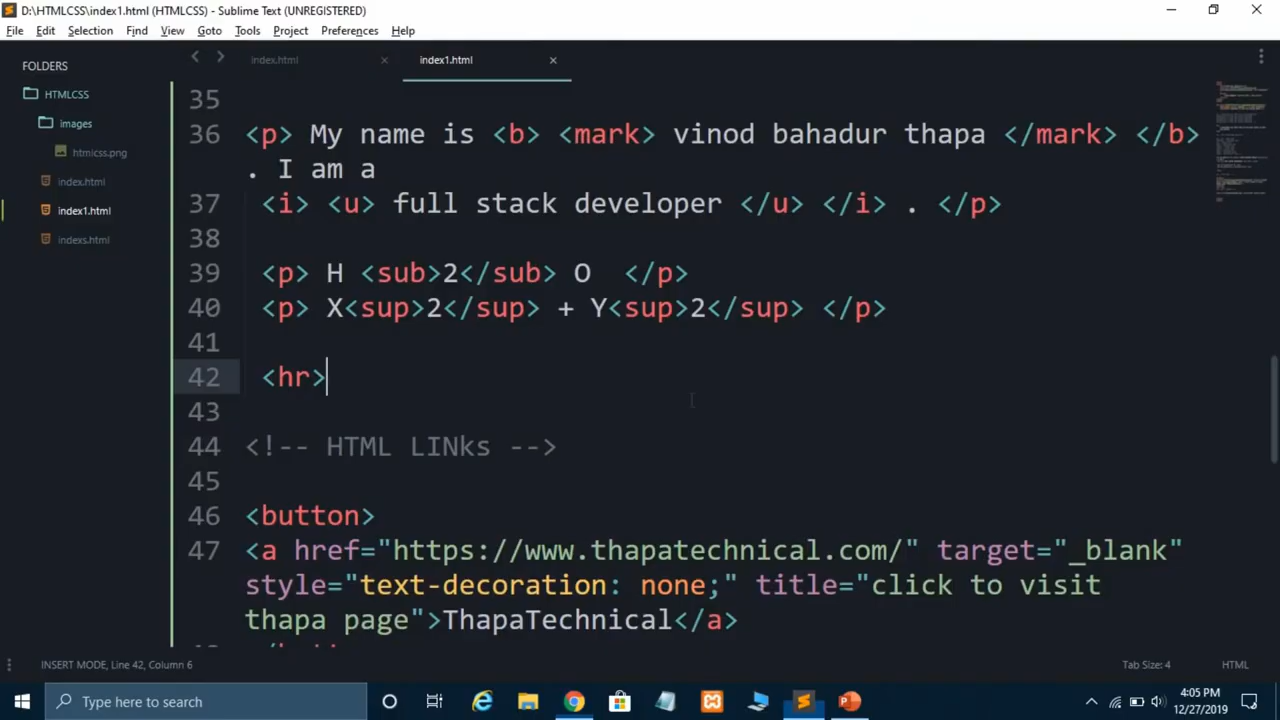 D:\HTMLCSS\index1.html (HTMLCSS) - Sublime Text (UNREGISTERED)
File Edit Selection Find View Goto Tools Project Preferences Help
FOLDERS
HTMLCSS
images
htmlcss.png
index.html
index1.html
indexs.html
index.html × index1.html ×
35
36 <p> My name is <b> <mark> vinod bahadur thapa </mark> </b>
. I am a
37 <i> <u> full stack developer </u> </i> . </p>
38
39 <p> H <sub>2</sub> O </p>
40 <p> X<sup>2</sup> + Y<sup>2</sup> </p>
41
42 <hr>
43
44 <!-- HTML LINks -->
45
46 <button>
47 <a href="https://www.thapatechnical.com/" target="_blank"
style="text-decoration: none;" title="click to visit
thapa page">ThapaTechnical</a>
INSERT MODE, Line 42, Column 6 Tab Size: 4 HTML
Type here to search
4:05 PM
12/27/2019